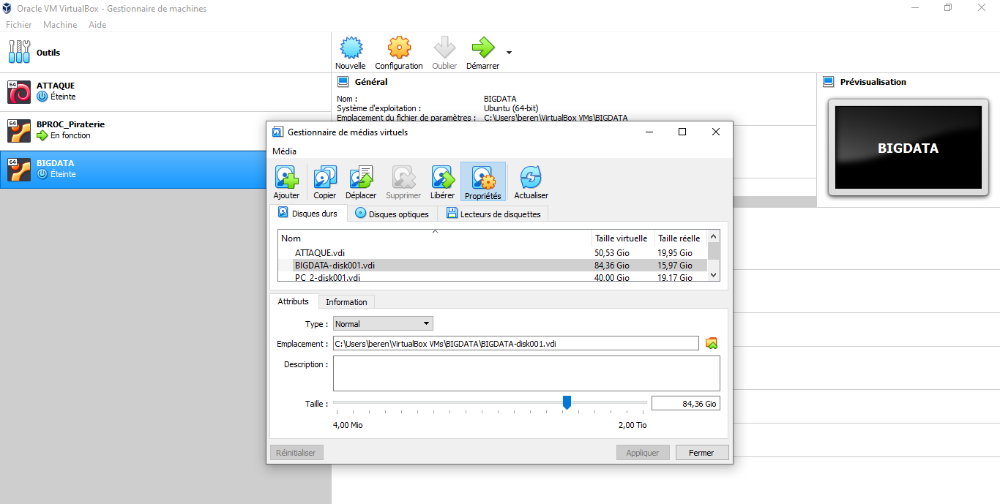 Oracle VM VirtualBox - Gestionnaire de machines
Fichier Machine Aide
Outils
64
ATTAQUE
Éteinte
64
BPROC_Piraterie
En fonction
64
BIGDATA
Éteinte
Nouvelle Configuration Oublier Démarrer
Général
Nom : BIGDATA
Système d'exploitation : Ubuntu (64-bit)
Emplacement du fichier de paramètres : C:\Users\beren\VirtualBox VMs\BIGDATA
Prévisualisation
BIGDATA
Gestionnaire de médias virtuels
Média
Ajouter Copier Déplacer Supprimer Libérer Propriétés Actualiser
Disques durs Disques optiques Lecteurs de disquettes
Nom Taille virtuelle Taille réelle
ATTAQUE.vdi 50,53 Gio 19,95 Gio
BIGDATA-disk001.vdi 84,36 Gio 15,97 Gio
PC_2-disk001.vdi 40,00 Gio 19,17 Gio
Attributs Information
Type : Normal
Emplacement : C:\Users\beren\VirtualBox VMs\BIGDATA\BIGDATA-disk001.vdi
Description :
Taille : 84,36 Gio
4,00 Mio 2,00 Tio
Réinitialiser Appliquer Fermer